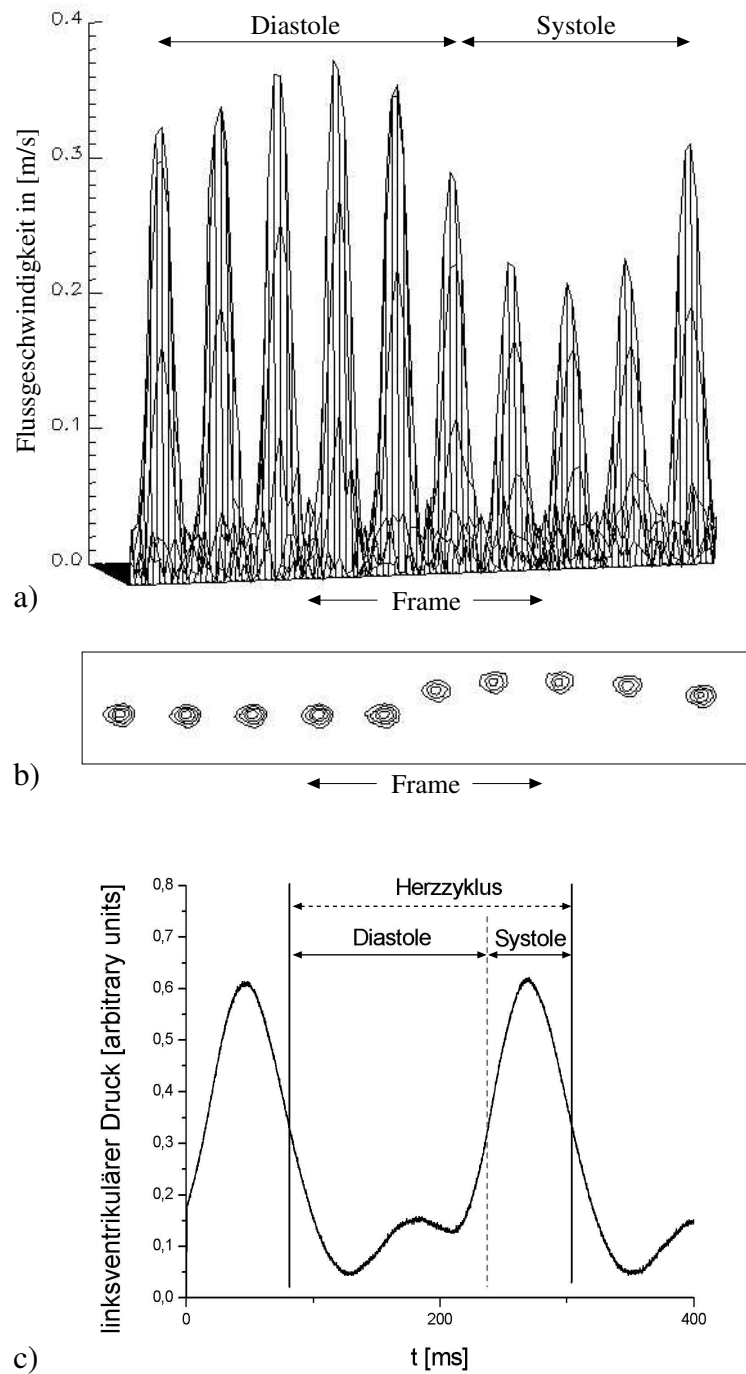 0.4
Diastole
Systole
0.3
0.2
0.1
0.0
Flussgeschwindigkeit in [m/s]
a)
Frame
b)
Frame
0,8
0,7
0,6
0,5
0,4
0,3
0,2
0,1
0,0
linksventrikulärer Druck [arbitrary units]
Herzzyklus
Diastole
Systole
0
200
400
t [ms]
c)